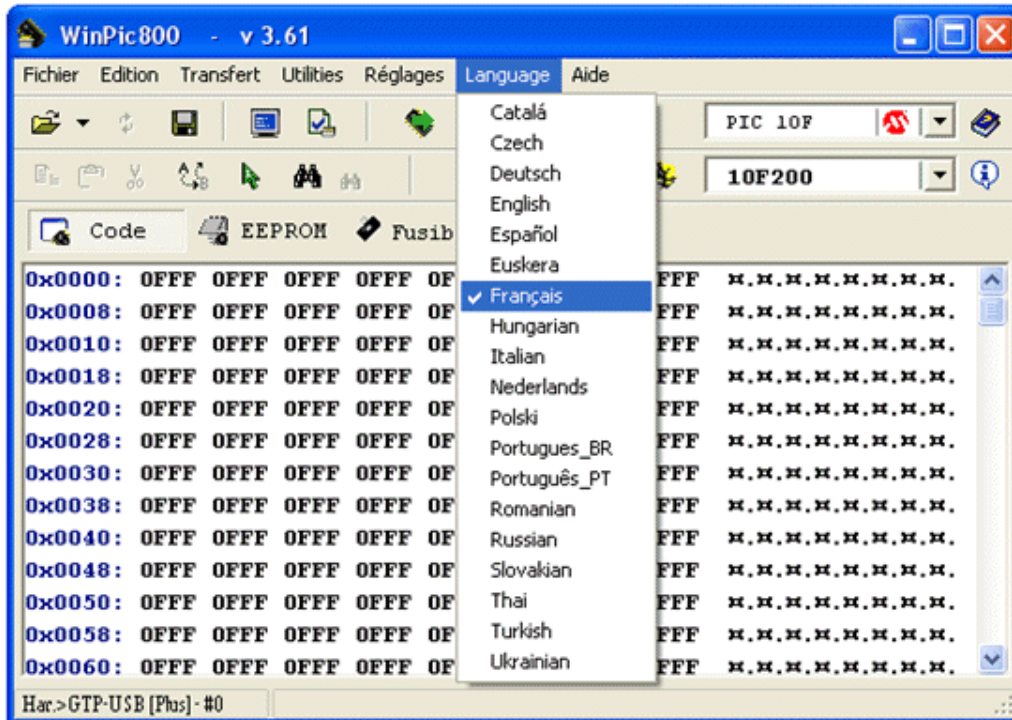 WinPic800 - v 3.61
Fichier Edition Transfert Utilities Réglages Language Aide
PIC 10F
10F200
Code EEPROM Fusib
Catalá
Czech
Deutsch
English
Español
Euskera
Français
Hungarian
Italian
Nederlands
Polski
Portugues_BR
Português_PT
Romanian
Russian
Slovakian
Thai
Turkish
Ukrainian
0x0000: 0FFF 0FFF 0FFF 0FFF 0F FFF ¤.¤.¤.¤.¤.¤.¤.
0x0008: 0FFF 0FFF 0FFF 0FFF 0F FFF ¤.¤.¤.¤.¤.¤.¤.
0x0010: 0FFF 0FFF 0FFF 0FFF 0F FFF ¤.¤.¤.¤.¤.¤.¤.
0x0018: 0FFF 0FFF 0FFF 0FFF 0F FFF ¤.¤.¤.¤.¤.¤.¤.
0x0020: 0FFF 0FFF 0FFF 0FFF 0F FFF ¤.¤.¤.¤.¤.¤.¤.
0x0028: 0FFF 0FFF 0FFF 0FFF 0F FFF ¤.¤.¤.¤.¤.¤.¤.
0x0030: 0FFF 0FFF 0FFF 0FFF 0F FFF ¤.¤.¤.¤.¤.¤.¤.
0x0038: 0FFF 0FFF 0FFF 0FFF 0F FFF ¤.¤.¤.¤.¤.¤.¤.
0x0040: 0FFF 0FFF 0FFF 0FFF 0F FFF ¤.¤.¤.¤.¤.¤.¤.
0x0048: 0FFF 0FFF 0FFF 0FFF 0F FFF ¤.¤.¤.¤.¤.¤.¤.
0x0050: 0FFF 0FFF 0FFF 0FFF 0F FFF ¤.¤.¤.¤.¤.¤.¤.
0x0058: 0FFF 0FFF 0FFF 0FFF 0F FFF ¤.¤.¤.¤.¤.¤.¤.
0x0060: 0FFF 0FFF 0FFF 0FFF 0F FFF ¤.¤.¤.¤.¤.¤.¤.
Har.>GTP-USB [Plus] - #0